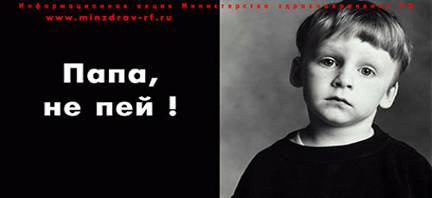 Информационная акция Министерства здравоохранения РФ
www.minzdrav-rf.ru
Папа,
не пей !